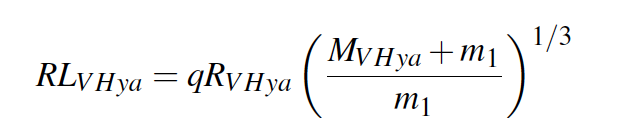 RL_{VHya} = qR_{VHya} \left( \frac{M_{VHya} + m_1}{m_1} \right)^{1/3}